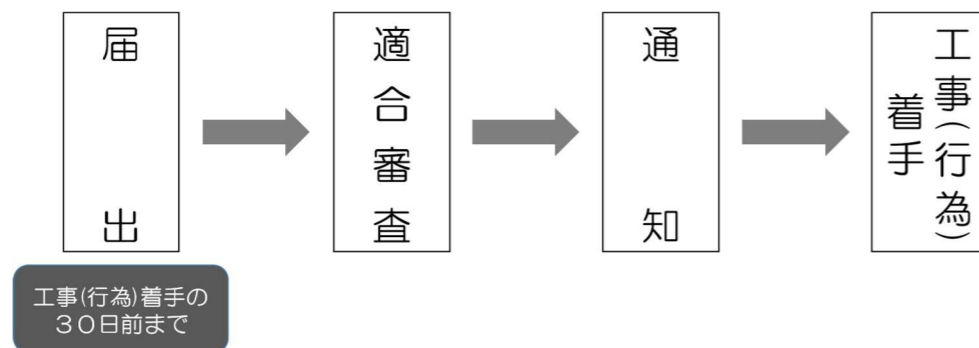 届出
適合審査
通知
工事(行為)
着手
工事(行為)着手の
３０日前まで